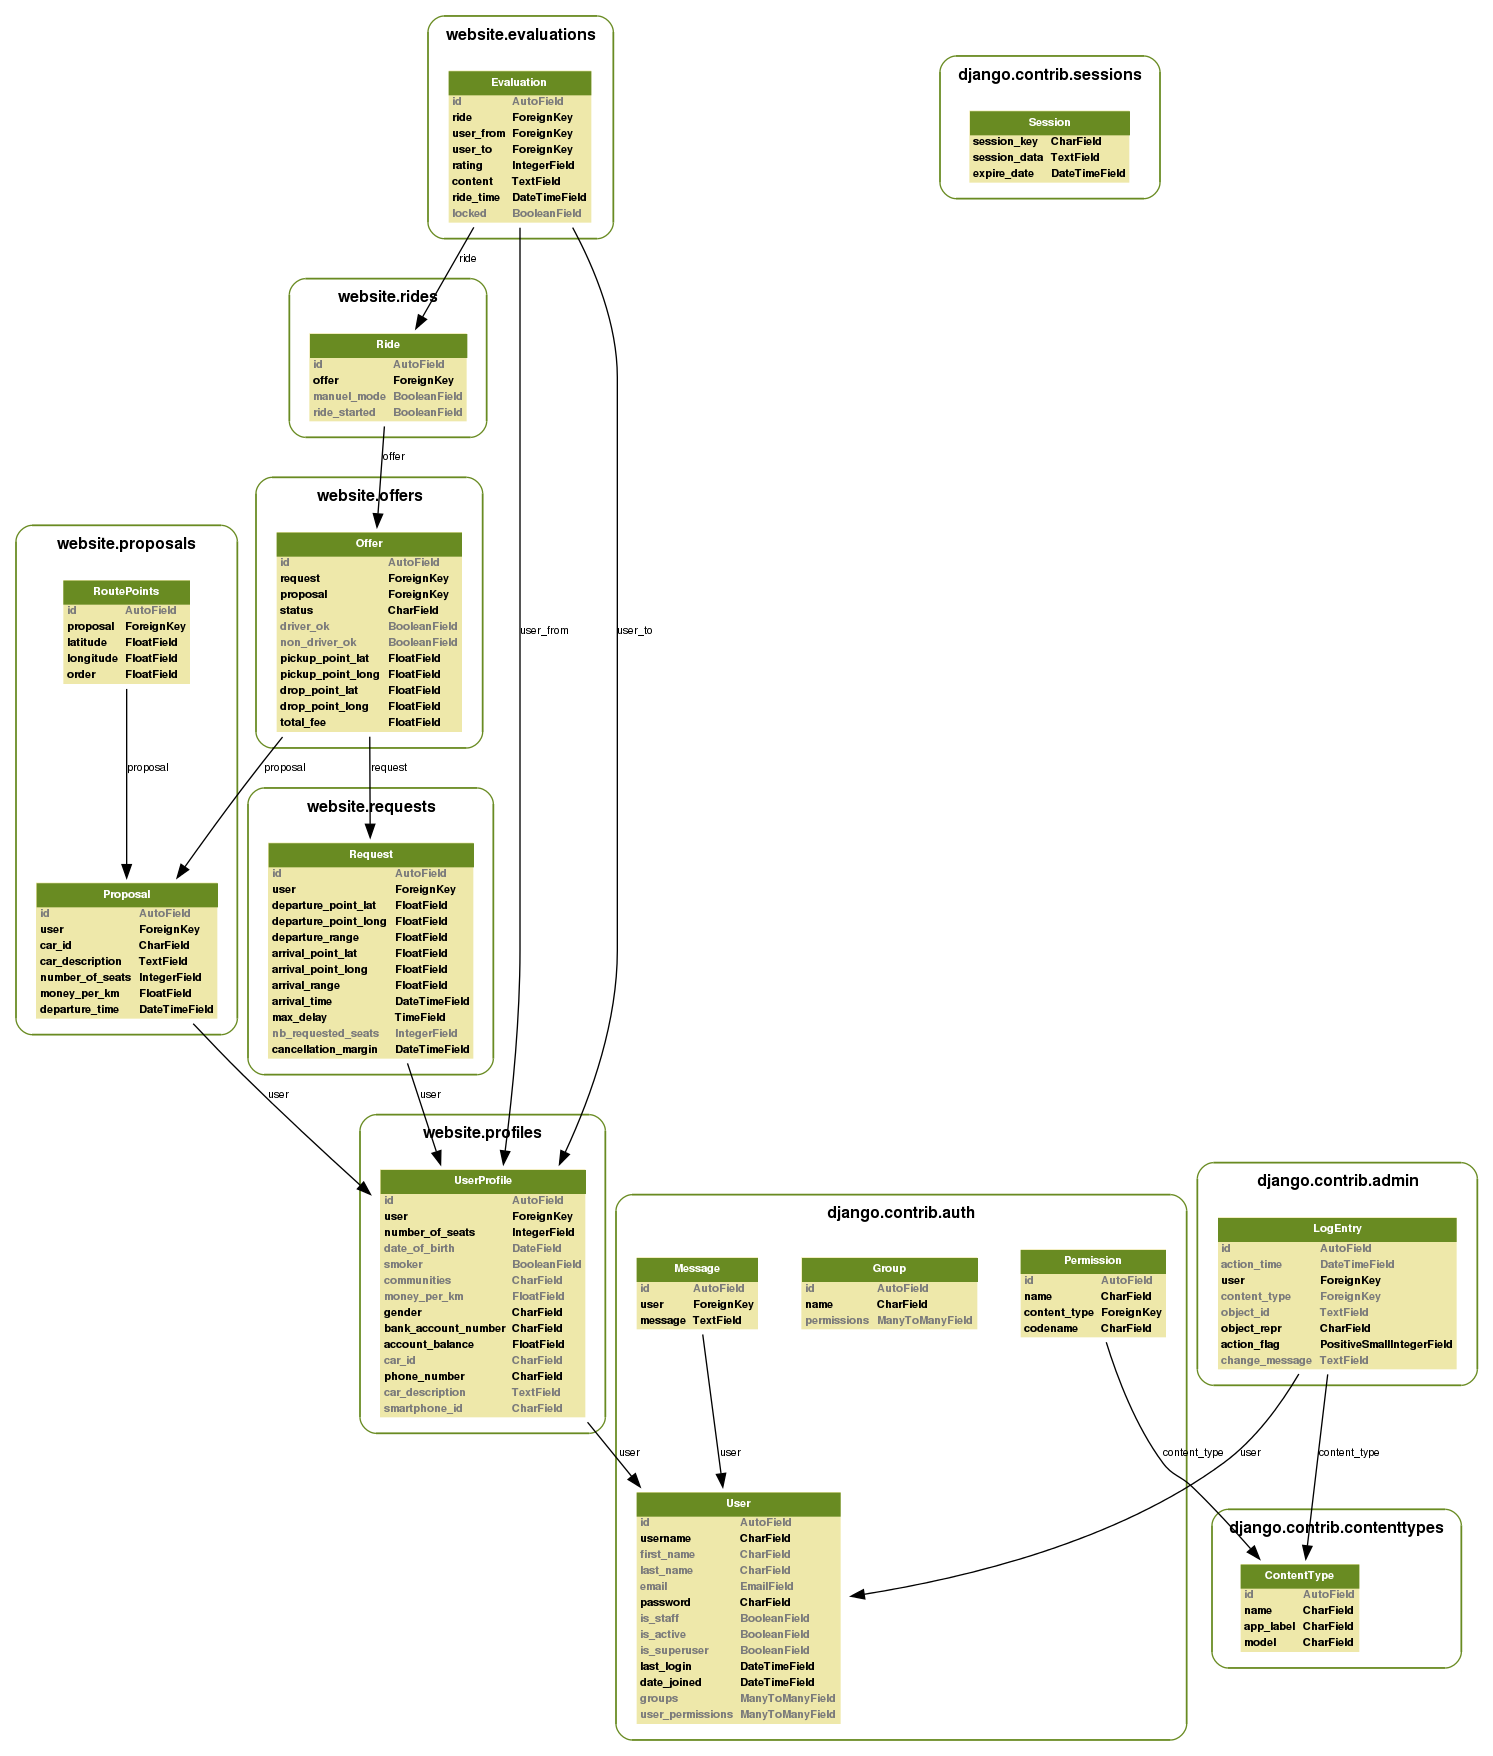 website.evaluations
Evaluation
id AutoField
ride ForeignKey
user_from ForeignKey
user_to ForeignKey
rating IntegerField
content TextField
ride_time DateTimeField
locked BooleanField
django.contrib.sessions
Session
session_key CharField
session_data TextField
expire_date DateTimeField
ride
website.rides
Ride
id AutoField
offer ForeignKey
manuel_mode BooleanField
ride_started BooleanField
offer
website.offers
Offer
id AutoField
request ForeignKey
proposal ForeignKey
status CharField
driver_ok BooleanField
non_driver_ok BooleanField
pickup_point_lat FloatField
pickup_point_long FloatField
drop_point_lat FloatField
drop_point_long FloatField
total_fee FloatField
user_from
user_to
website.proposals
RoutePoints
id AutoField
proposal ForeignKey
latitude FloatField
longitude FloatField
order FloatField
proposal
proposal
request
Proposal
id AutoField
user ForeignKey
car_id CharField
car_description TextField
number_of_seats IntegerField
money_per_km FloatField
departure_time DateTimeField
website.requests
Request
id AutoField
user ForeignKey
departure_point_lat FloatField
departure_point_long FloatField
departure_range FloatField
arrival_point_lat FloatField
arrival_point_long FloatField
arrival_range FloatField
arrival_time DateTimeField
max_delay TimeField
nb_requested_seats IntegerField
cancellation_margin DateTimeField
user
user
website.profiles
UserProfile
id AutoField
user ForeignKey
number_of_seats IntegerField
date_of_birth DateField
smoker BooleanField
communities CharField
money_per_km FloatField
gender CharField
bank_account_number CharField
account_balance FloatField
car_id CharField
phone_number CharField
car_description TextField
smartphone_id CharField
django.contrib.auth
Message
id AutoField
user ForeignKey
message TextField
Group
id AutoField
name CharField
permissions ManyToManyField
Permission
id AutoField
name CharField
content_type ForeignKey
codename CharField
django.contrib.admin
LogEntry
id AutoField
action_time DateTimeField
user ForeignKey
content_type ForeignKey
object_id TextField
object_repr CharField
action_flag PositiveSmallIntegerField
change_message TextField
user
user
content_type
user
content_type
User
id AutoField
username CharField
first_name CharField
last_name CharField
email EmailField
password CharField
is_staff BooleanField
is_active BooleanField
is_superuser BooleanField
last_login DateTimeField
date_joined DateTimeField
groups ManyToManyField
user_permissions ManyToManyField
django.contrib.contenttypes
ContentType
id AutoField
name CharField
app_label CharField
model CharField